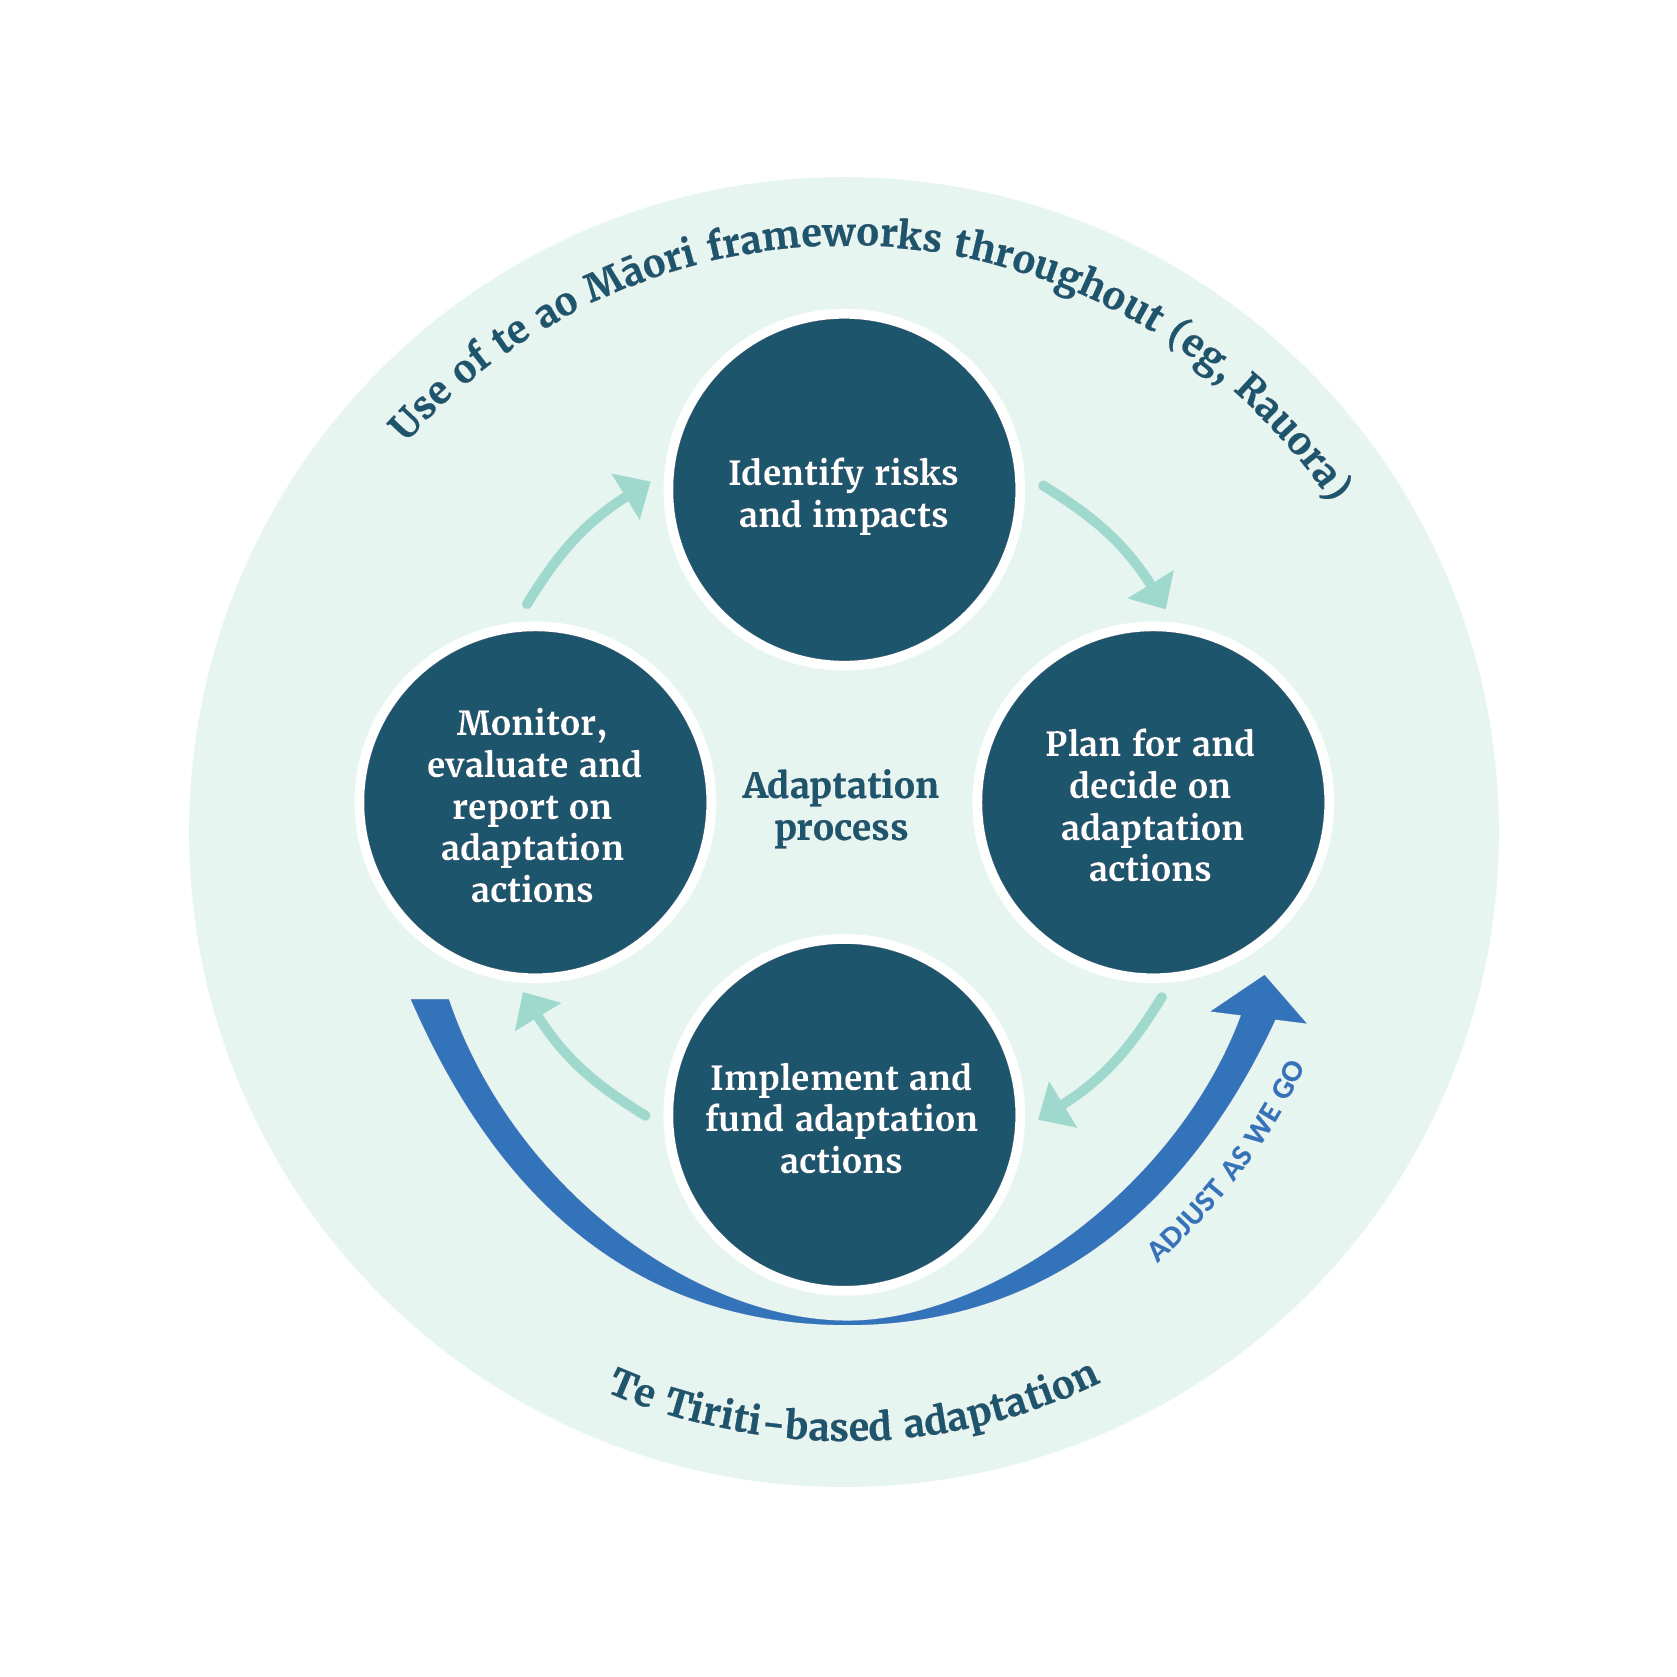 Use of te ao Māori frameworks throughout (eg, Rauora)
Identify risks
and impacts
Monitor,
evaluate and
report on
adaptation
actions
Adaptation
process
Plan for and
decide on
adaptation
actions
Implement and
fund adaptation
actions
ADJUST AS WE GO
Te Tiriti-based adaptation